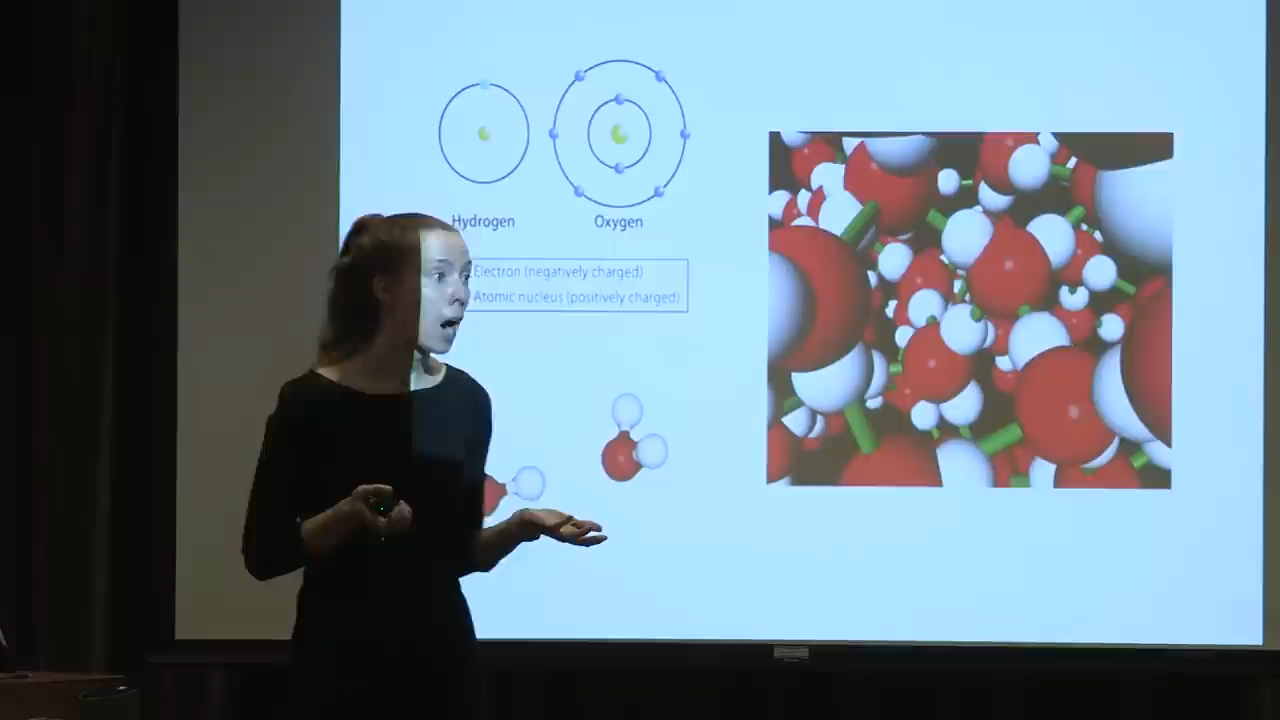 Hydrogen
Oxygen
Electron (negatively charged)
Atomic nucleus (positively charged)